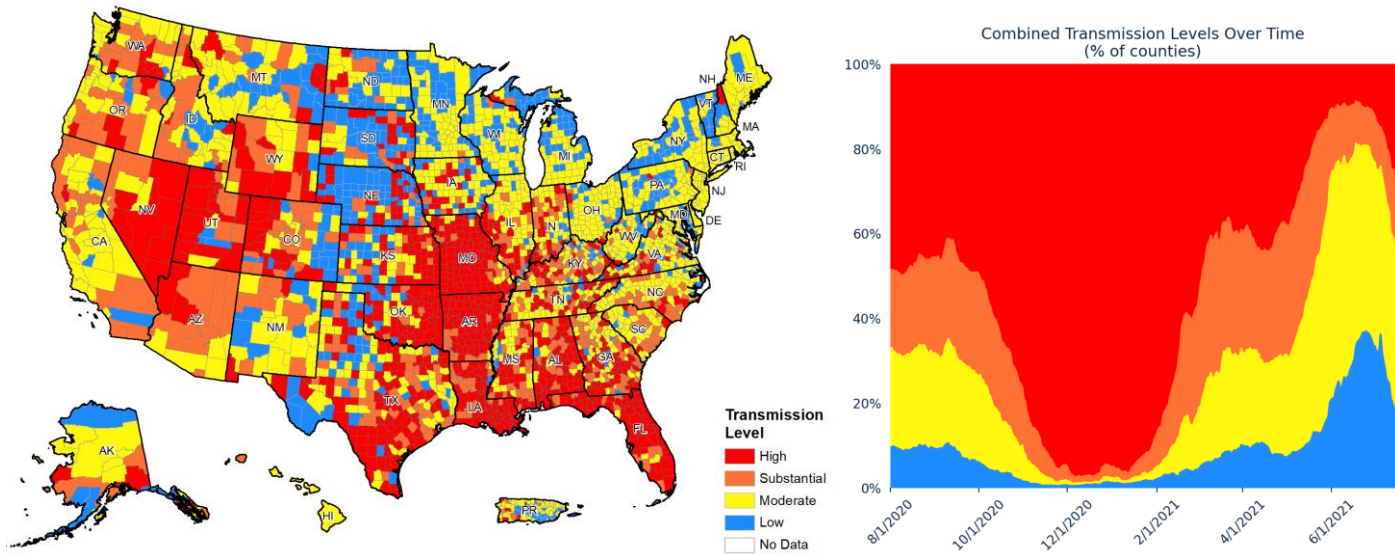 WA
MT
ND
MN
OR
ID
WY
SD
WI
MI
NY
VT
NH
ME
MA
CT
RI
NJ
PA
NE
IA
NV
UT
CO
IL
IN
OH
MD
DE
CA
KS
MO
KY
WV
VA
AZ
NM
OK
AR
TN
NC
SC
TX
LA
MS
AL
GA
FL
AK
HI
PR
Transmission
Level
High
Substantial
Moderate
Low
No Data
Combined Transmission Levels Over Time
(% of counties)
100%
80%
60%
40%
20%
0%
8/1/2020
10/1/2020
12/1/2020
2/1/2021
4/1/2021
6/1/2021